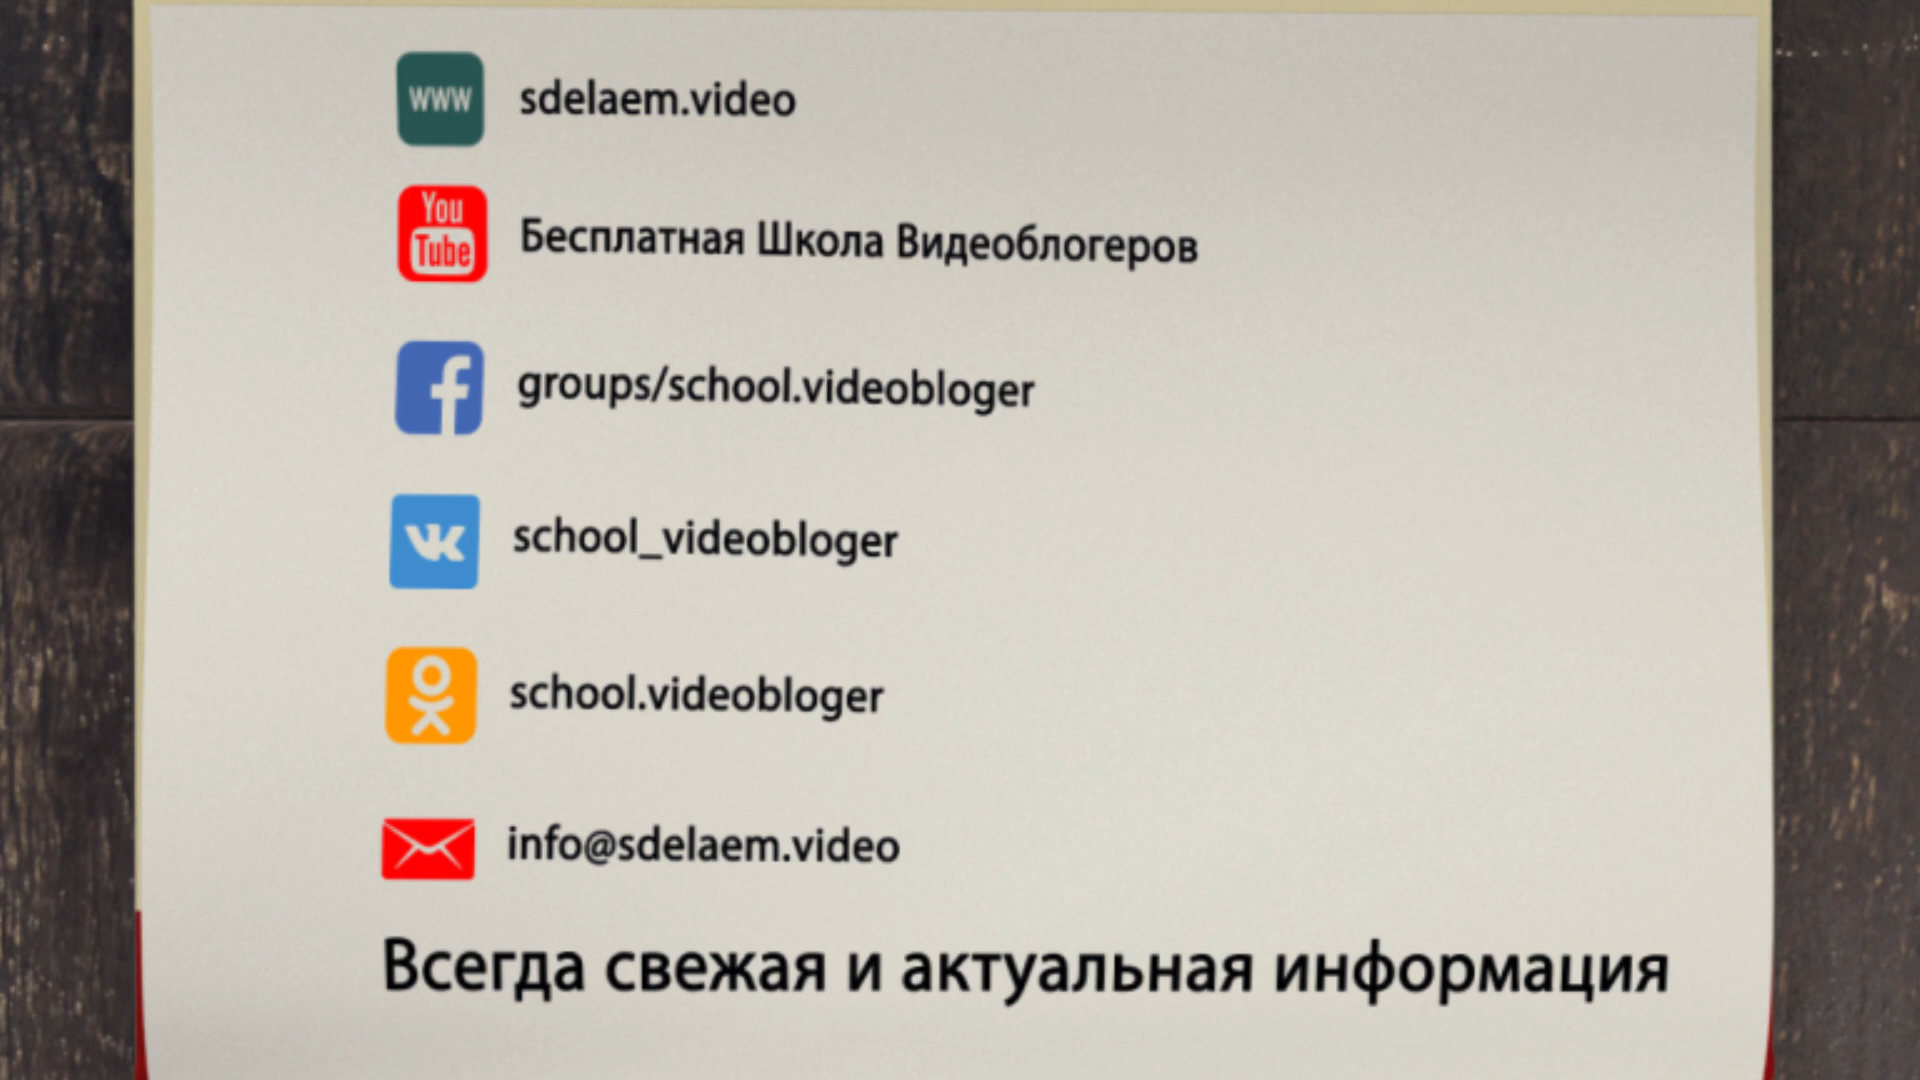 www sdelaem.video
You Tube Бесплатная Школа Видеоблогеров
f groups/school.videobloger
school_videobloger
school.videobloger
info@sdelaem.video
Всегда свежая и актуальная информация